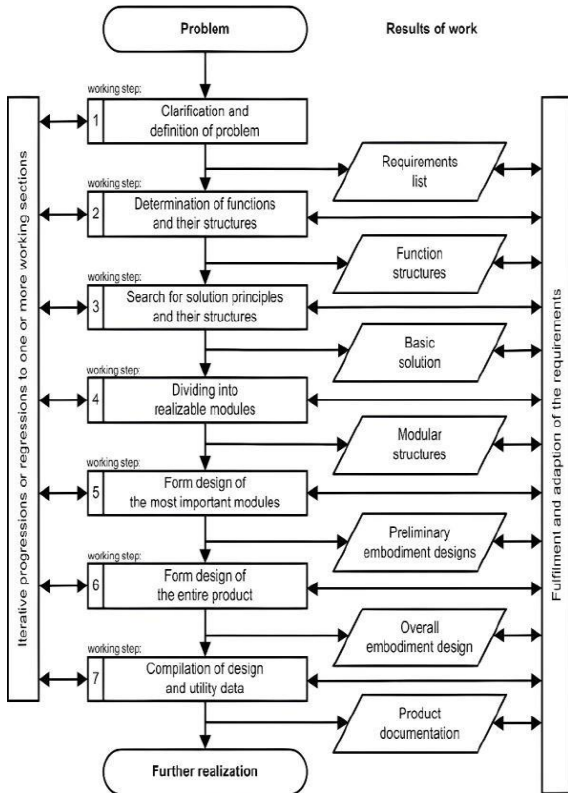 Problem
Results of work
working step:
1
Clarification and
definition of problem
Requirements
list
working step:
2
Determination of functions
and their structures
Function
structures
working step:
3
Search for solution principles
and their structures
Basic
solution
working step:
4
Dividing into
realizable modules
Modular
structures
working step:
5
Form design of
the most important modules
Preliminary
embodiment designs
working step:
6
Form design of
the entire product
Overall
embodiment design
working step:
7
Compilation of design
and utility data
Product
documentation
Further realization
Iterative progressions or regressions to one or more working sections
Fulfilment and adaption of the requirements